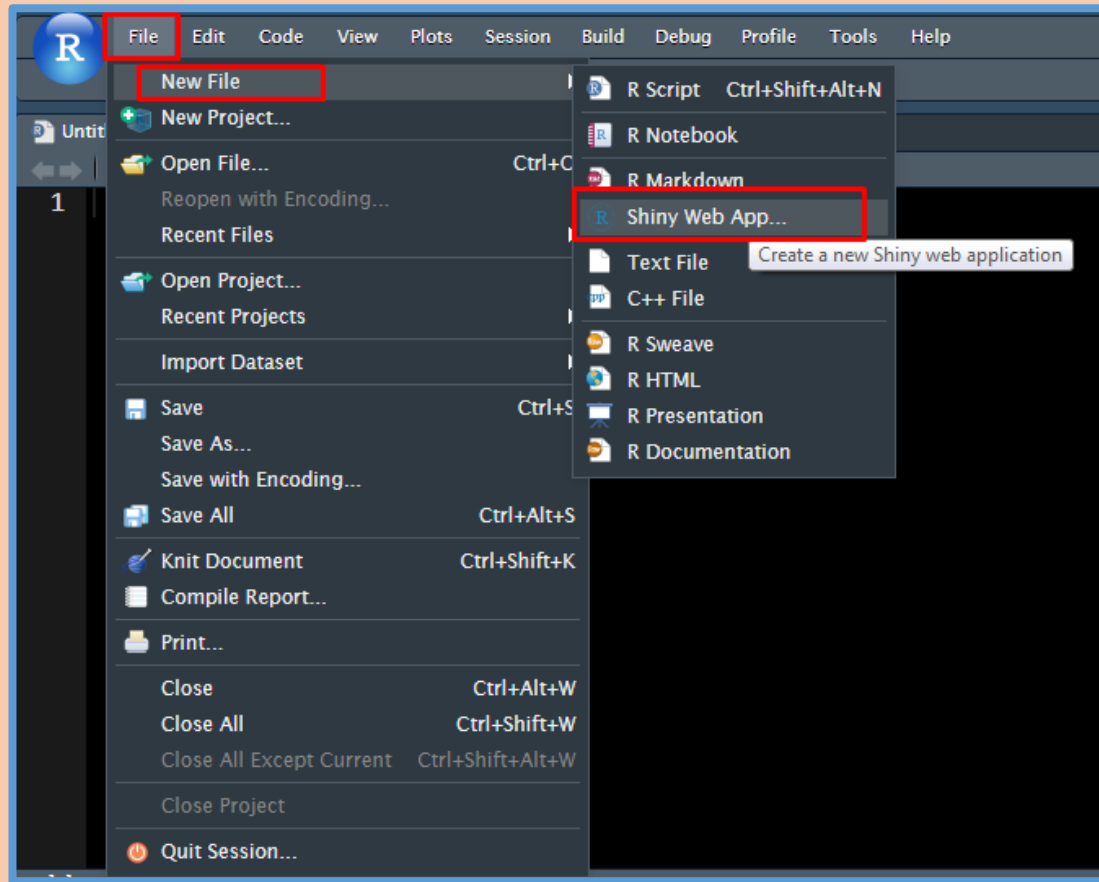 R
File Edit Code View Plots Session Build Debug Profile Tools Help
Untit
1
New File
New Project...
Open File... Ctrl+O
Reopen with Encoding...
Recent Files
Open Project...
Recent Projects
Import Dataset
Save Ctrl+S
Save As...
Save with Encoding...
Save All Ctrl+Alt+S
Knit Document Ctrl+Shift+K
Compile Report...
Print...
Close Ctrl+Alt+W
Close All Ctrl+Shift+W
Close All Except Current Ctrl+Shift+Alt+W
Close Project
Quit Session...
R Script Ctrl+Shift+Alt+N
R Notebook
R Markdown
Shiny Web App...
Create a new Shiny web application
Text File
C++ File
R Sweave
R HTML
R Presentation
R Documentation